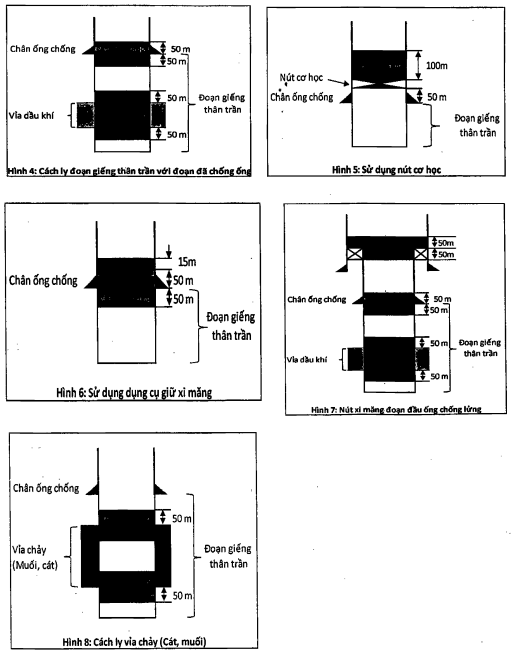 Chân ống chống
50 m
50 m
Vỉa dầu khí
50 m
50 m
Đoạn giếng
thân trần
Hình 4: Cách ly đoạn giếng thân trần với đoạn đã chống ống
100m
Nút cơ học
Chân ống chống
50 m
Đoạn giếng
thân trần
Hình 5: Sử dụng nút cơ học
15m
Chân ống chống
50 m
50 m
Đoạn giếng
thân trần
Hình 6: Sử dụng dụng cụ giữ xi măng
50m
50m
Chân ống chống
50 m
50 m
Vỉa dầu khí
50 m
50 m
Đoạn giếng
thân trần
Hình 7: Nút xi măng đoạn đầu ống chống lửng
Chân ống chống
50 m
Vỉa chảy
(Muối, cát)
50 m
Đoạn giếng
thân trần
Hình 8: Cách ly vỉa chảy (Cát, muối)